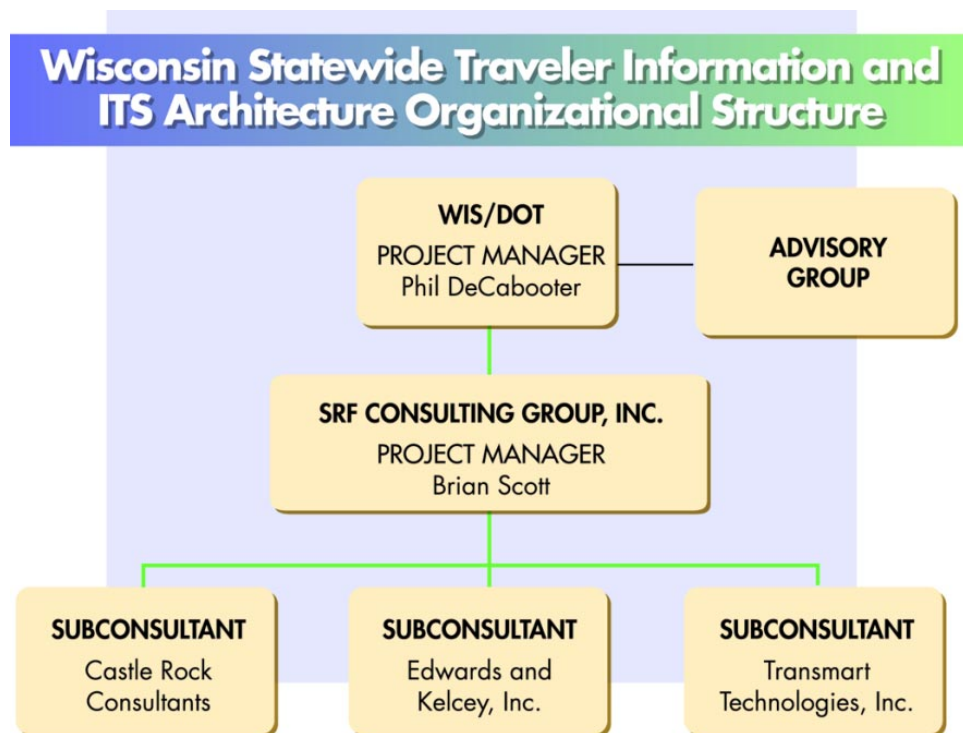 Wisconsin Statewide Traveler Information and
ITS Architecture Organizational Structure
WIS/DOT
PROJECT MANAGER
Phil DeCabooter
ADVISORY
GROUP
SRF CONSULTING GROUP, INC.
PROJECT MANAGER
Brian Scott
SUBCONSULTANT
Castle Rock
Consultants
SUBCONSULTANT
Edwards and
Kelcey, Inc.
SUBCONSULTANT
Transmart
Technologies, Inc.